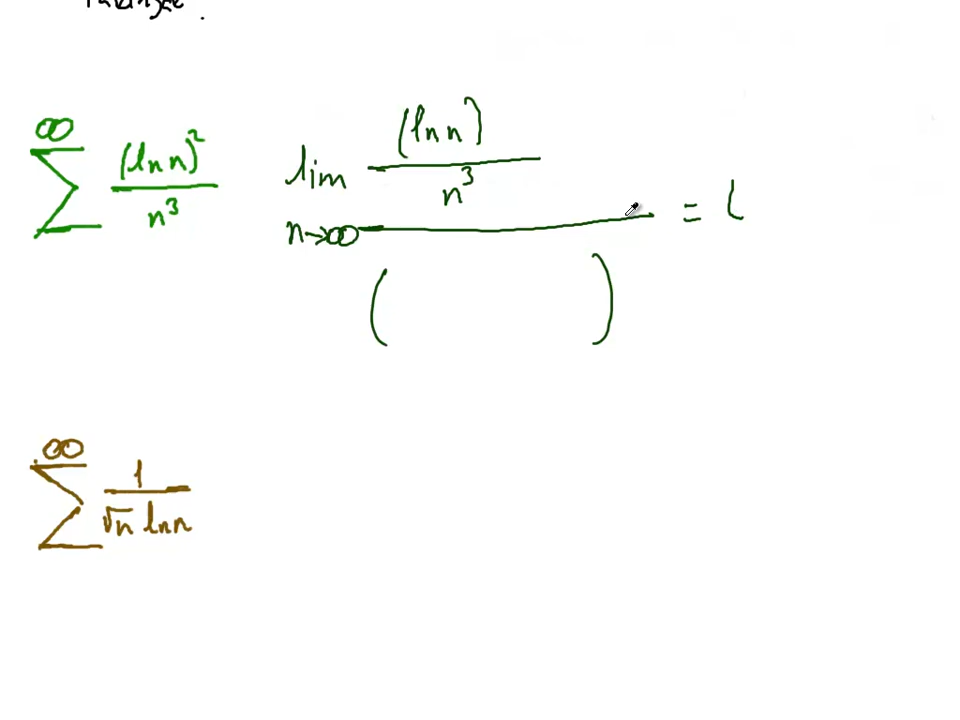 ∞
∑ (ln n)² / n³
lim n→∞ ((ln n) / n³) / ( ) = L
∞
∑ 1 / (√n ln n)